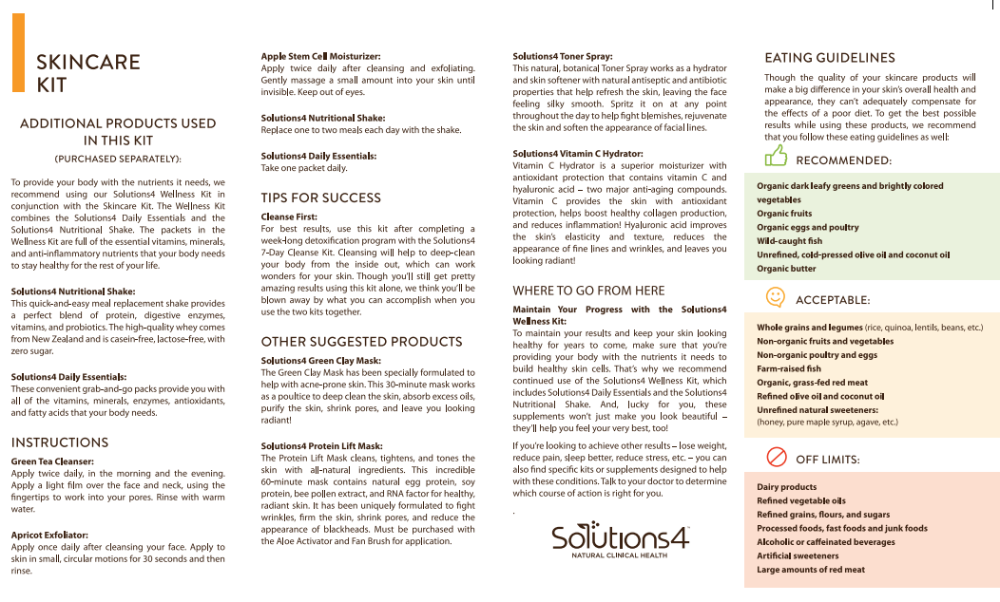 SKINCARE
KIT
ADDITIONAL PRODUCTS USED
IN THIS KIT
(PURCHASED SEPARATELY):
To provide your body with the nutrients it needs, we
recommend using our Solutions4 Wellness Kit in
conjunction with the Skincare Kit. The Wellness Kit
combines the Solutions4 Daily Essentials and the
Solutions4 Nutritional Shake. The packets in the
Wellness Kit are full of the essential vitamins, minerals,
and anti-inflammatory nutrients that your body needs
to stay healthy for the rest of your life.
Solutions4 Nutritional Shake:
This quick-and-easy meal replacement shake provides
a perfect blend of protein, digestive enzymes,
vitamins, and probiotics. The high-quality whey comes
from New Zealand and is casein-free, lactose-free, with
zero sugar.
Solutions4 Daily Essentials:
These convenient grab-and-go packs provide you with
all of the vitamins, minerals, enzymes, antioxidants,
and fatty acids that your body needs.
INSTRUCTIONS
Green Tea Cleanser:
Apply twice daily, in the morning and the evening.
Apply a light film over the face and neck, using the
fingertips to work into your pores. Rinse with warm
water.
Apricot Exfoliator:
Apply once daily after cleansing your face. Apply to
skin in small, circular motions for 30 seconds and then
rinse.
Apple Stem Cell Moisturizer:
Apply twice daily after cleansing and exfoliating.
Gently massage a small amount into your skin until
invisible. Keep out of eyes.
Solutions4 Nutritional Shake:
Replace one to two meals each day with the shake.
Solutions4 Daily Essentials:
Take one packet daily.
TIPS FOR SUCCESS
Cleanse First:
For best results, use this kit after completing a
week-long detoxification program with the Solutions4
7-Day Cleanse Kit. Cleansing will help to deep-clean
your body from the inside out, which can work
wonders for your skin. Though you'll still get pretty
amazing results using this kit alone, we think you'll be
blown away by what you can accomplish when you
use the two kits together.
OTHER SUGGESTED PRODUCTS
Solutions4 Green Clay Mask:
The Green Clay Mask has been specially formulated to
help with acne-prone skin. This 30-minute mask works
as a poultice to deep clean the skin, absorb excess oils,
purify the skin, shrink pores, and leave you looking
radiant!
Solutions4 Protein Lift Mask:
The Protein Lift Mask cleans, tightens, and tones the
skin with all-natural ingredients. This incredible
60-minute mask contains natural egg protein, soy
protein, bee pollen extract, and RNA factor for healthy,
radiant skin. It has been uniquely formulated to fight
wrinkles, firm the skin, shrink pores, and reduce the
appearance of blackheads. Must be purchased with
the Aloe Activator and Fan Brush for application.
Solutions4 Toner Spray:
This natural, botanical Toner Spray works as a hydrator
and skin softener with natural antiseptic and antibiotic
properties that help refresh the skin, leaving the face
feeling silky smooth. Spritz it on at any point
throughout the day to help fight blemishes, rejuvenate
the skin and soften the appearance of facial lines.
Solutions4 Vitamin C Hydrator:
Vitamin C Hydrator is a superior moisturizer with
antioxidant protection that contains vitamin C and
hyaluronic acid – two major anti-aging compounds.
Vitamin C provides the skin with antioxidant
protection, helps boost healthy collagen production,
and reduces inflammation! Hyaluronic acid improves
the skin's elasticity and texture, reduces the
appearance of fine lines and wrinkles, and leaves you
looking radiant!
WHERE TO GO FROM HERE
Maintain Your Progress with the Solutions4
Wellness Kit:
To maintain your results and keep your skin looking
healthy for years to come, make sure that you're
providing your body with the nutrients it needs to
build healthy skin cells. That's why we recommend
continued use of the Solutions4 Wellness Kit, which
includes Solutions4 Daily Essentials and the Solutions4
Nutritional Shake. And, lucky for you, these
supplements won't just make you look beautiful –
they'll help you feel your very best, too!
If you're looking to achieve other results – lose weight,
reduce pain, sleep better, reduce stress, etc. – you can
also find specific kits or supplements designed to help
with these conditions. Talk to your doctor to determine
which course of action is right for you.
.
Solutions4
NATURAL CLINICAL HEALTH
EATING GUIDELINES
Though the quality of your skincare products will
make a big difference in your skin's overall health and
appearance, they can't adequately compensate for
the effects of a poor diet. To get the best possible
results while using these products, we recommend
that you follow these eating guidelines as well:
RECOMMENDED:
Organic dark leafy greens and brightly colored
vegetables
Organic fruits
Organic eggs and poultry
Wild-caught fish
Unrefined, cold-pressed olive oil and coconut oil
Organic butter
ACCEPTABLE:
Whole grains and legumes (rice, quinoa, lentils, beans, etc.)
Non-organic fruits and vegetables
Non-organic poultry and eggs
Farm-raised fish
Organic, grass-fed red meat
Refined olive oil and coconut oil
Unrefined natural sweeteners:
(honey, pure maple syrup, agave, etc.)
OFF LIMITS:
Dairy products
Refined vegetable oils
Refined grains, flours, and sugars
Processed foods, fast foods and junk foods
Alcoholic or caffeinated beverages
Artificial sweeteners
Large amounts of red meat